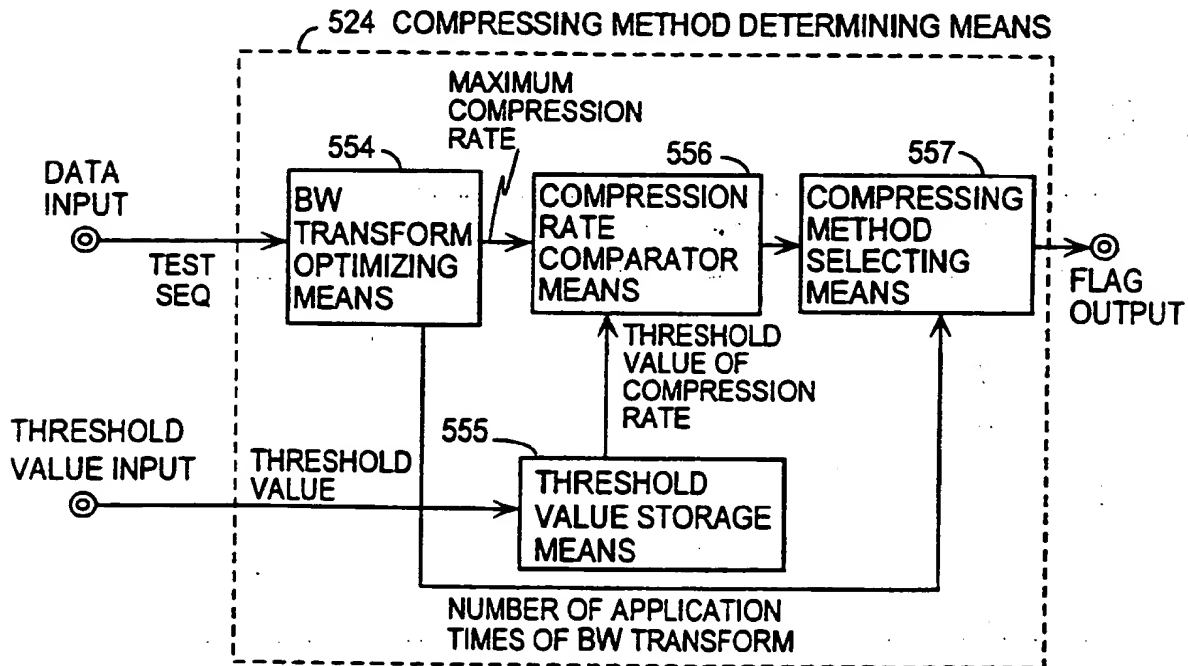 524 COMPRESSING METHOD DETERMINING MEANS
MAXIMUM
COMPRESSION
RATE
554
556
557
DATA
INPUT
TEST
SEQ
BW
TRANSFORM
OPTIMIZING
MEANS
COMPRESSION
RATE
COMPARATOR
MEANS
COMPRESSING
METHOD
SELECTING
MEANS
FLAG
OUTPUT
THRESHOLD
VALUE OF
COMPRESSION
RATE
555
THRESHOLD
VALUE INPUT
THRESHOLD
VALUE
THRESHOLD
VALUE STORAGE
MEANS
NUMBER OF APPLICATION
TIMES OF BW TRANSFORM